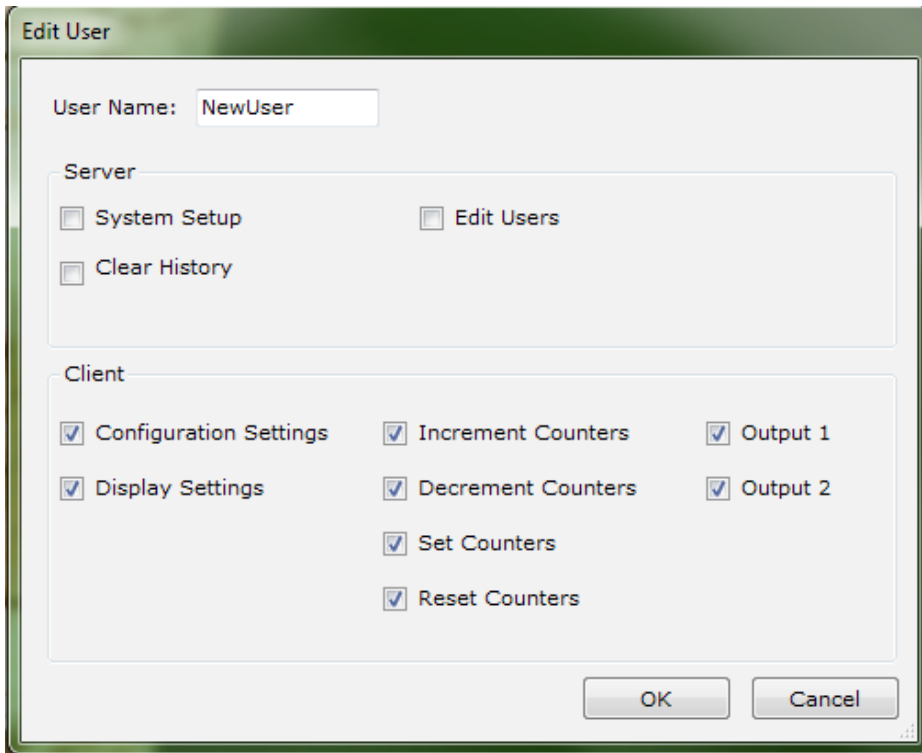 Edit User
User Name: NewUser
Server
System Setup Edit Users
Clear History
Client
Configuration Settings Increment Counters Output 1
Display Settings Decrement Counters Output 2
Set Counters
Reset Counters
OK Cancel